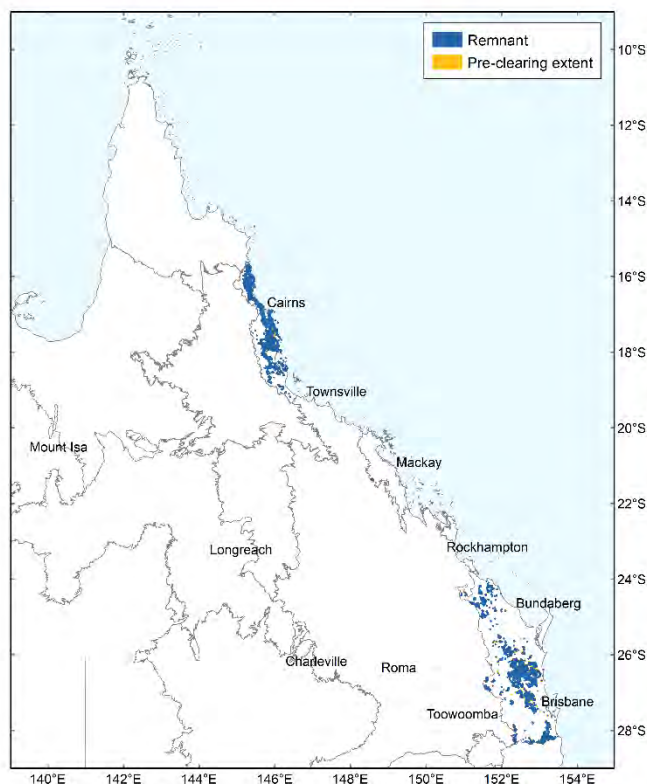 Remnant
Pre-clearing extent
10°S
12°S
14°S
16°S
Cairns
18°S
Townsville
20°S
Mount Isa
Mackay
22°S
Longreach
Rockhampton
24°S
Bundaberg
Charleville
Roma
26°S
Brisbane
Toowoomba
28°S
140°E 142°E 144°E 146°E 148°E 150°E 152°E 154°E